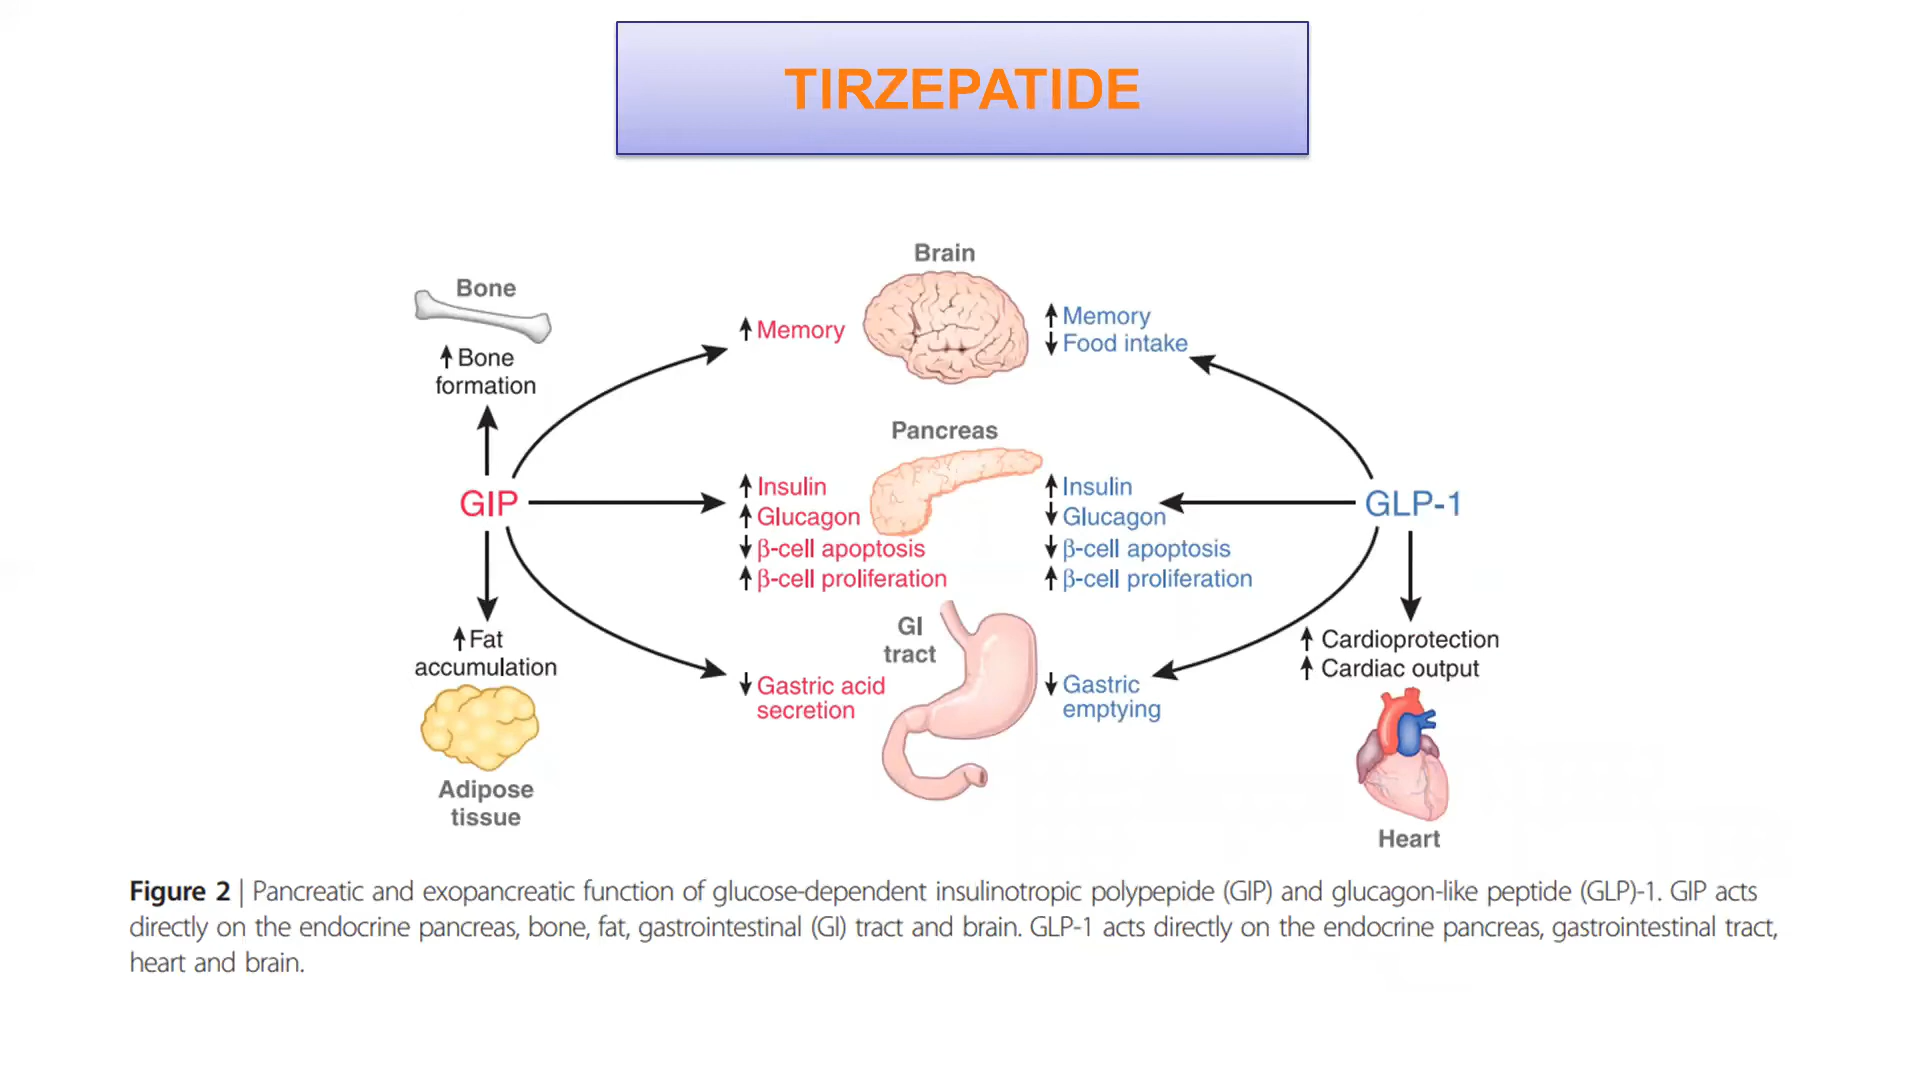 TIRZEPATIDE
Brain
Bone
↑ Memory
↑ Memory
↓ Food intake
↑ Bone
formation
Pancreas
GIP
↑ Insulin
↑ Glucagon
↓ β-cell apoptosis
↑ β-cell proliferation
↑ Insulin
↓ Glucagon
↓ β-cell apoptosis
↑ β-cell proliferation
GLP-1
↑ Fat
accumulation
GI
tract
↑ Cardioprotection
↑ Cardiac output
↓ Gastric acid
secretion
↓ Gastric
emptying
Adipose
tissue
Heart
Figure 2 | Pancreatic and exopancreatic function of glucose-dependent insulinotropic polypepide (GIP) and glucagon-like peptide (GLP)-1. GIP acts
directly on the endocrine pancreas, bone, fat, gastrointestinal (GI) tract and brain. GLP-1 acts directly on the endocrine pancreas, gastrointestinal tract,
heart and brain.